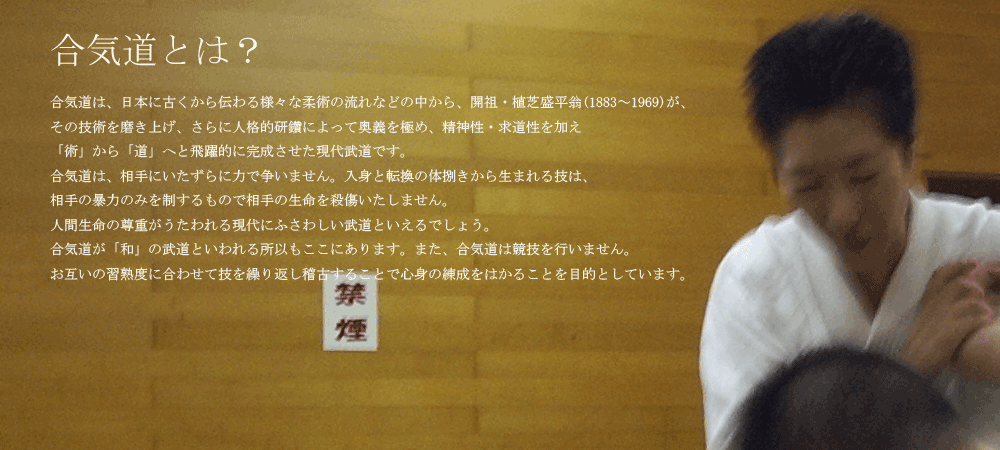 合気道とは？
合気道は、日本に古くから伝わる様々な柔術の流れなどの中から、開祖・植芝盛平翁(1883〜1969)が、
その技術を磨き上げ、さらに人格的研鑽によって奥義を極め、精神性・求道性を加え
「術」から「道」へと飛躍的に完成させた現代武道です。
合気道は、相手にいたずらに力で争いません。入身と転換の体捌きから生まれる技は、
相手の暴力のみを制するもので相手の生命を殺傷いたしません。
人間生命の尊重がうたわれる現代にふさわしい武道といえるでしょう。
合気道が「和」の武道といわれる所以もここにあります。また、合気道は競技を行いません。
お互いの習熟度に合わせて技を繰り返し稽古することで心身の練成をはかることを目的としています。
禁
煙